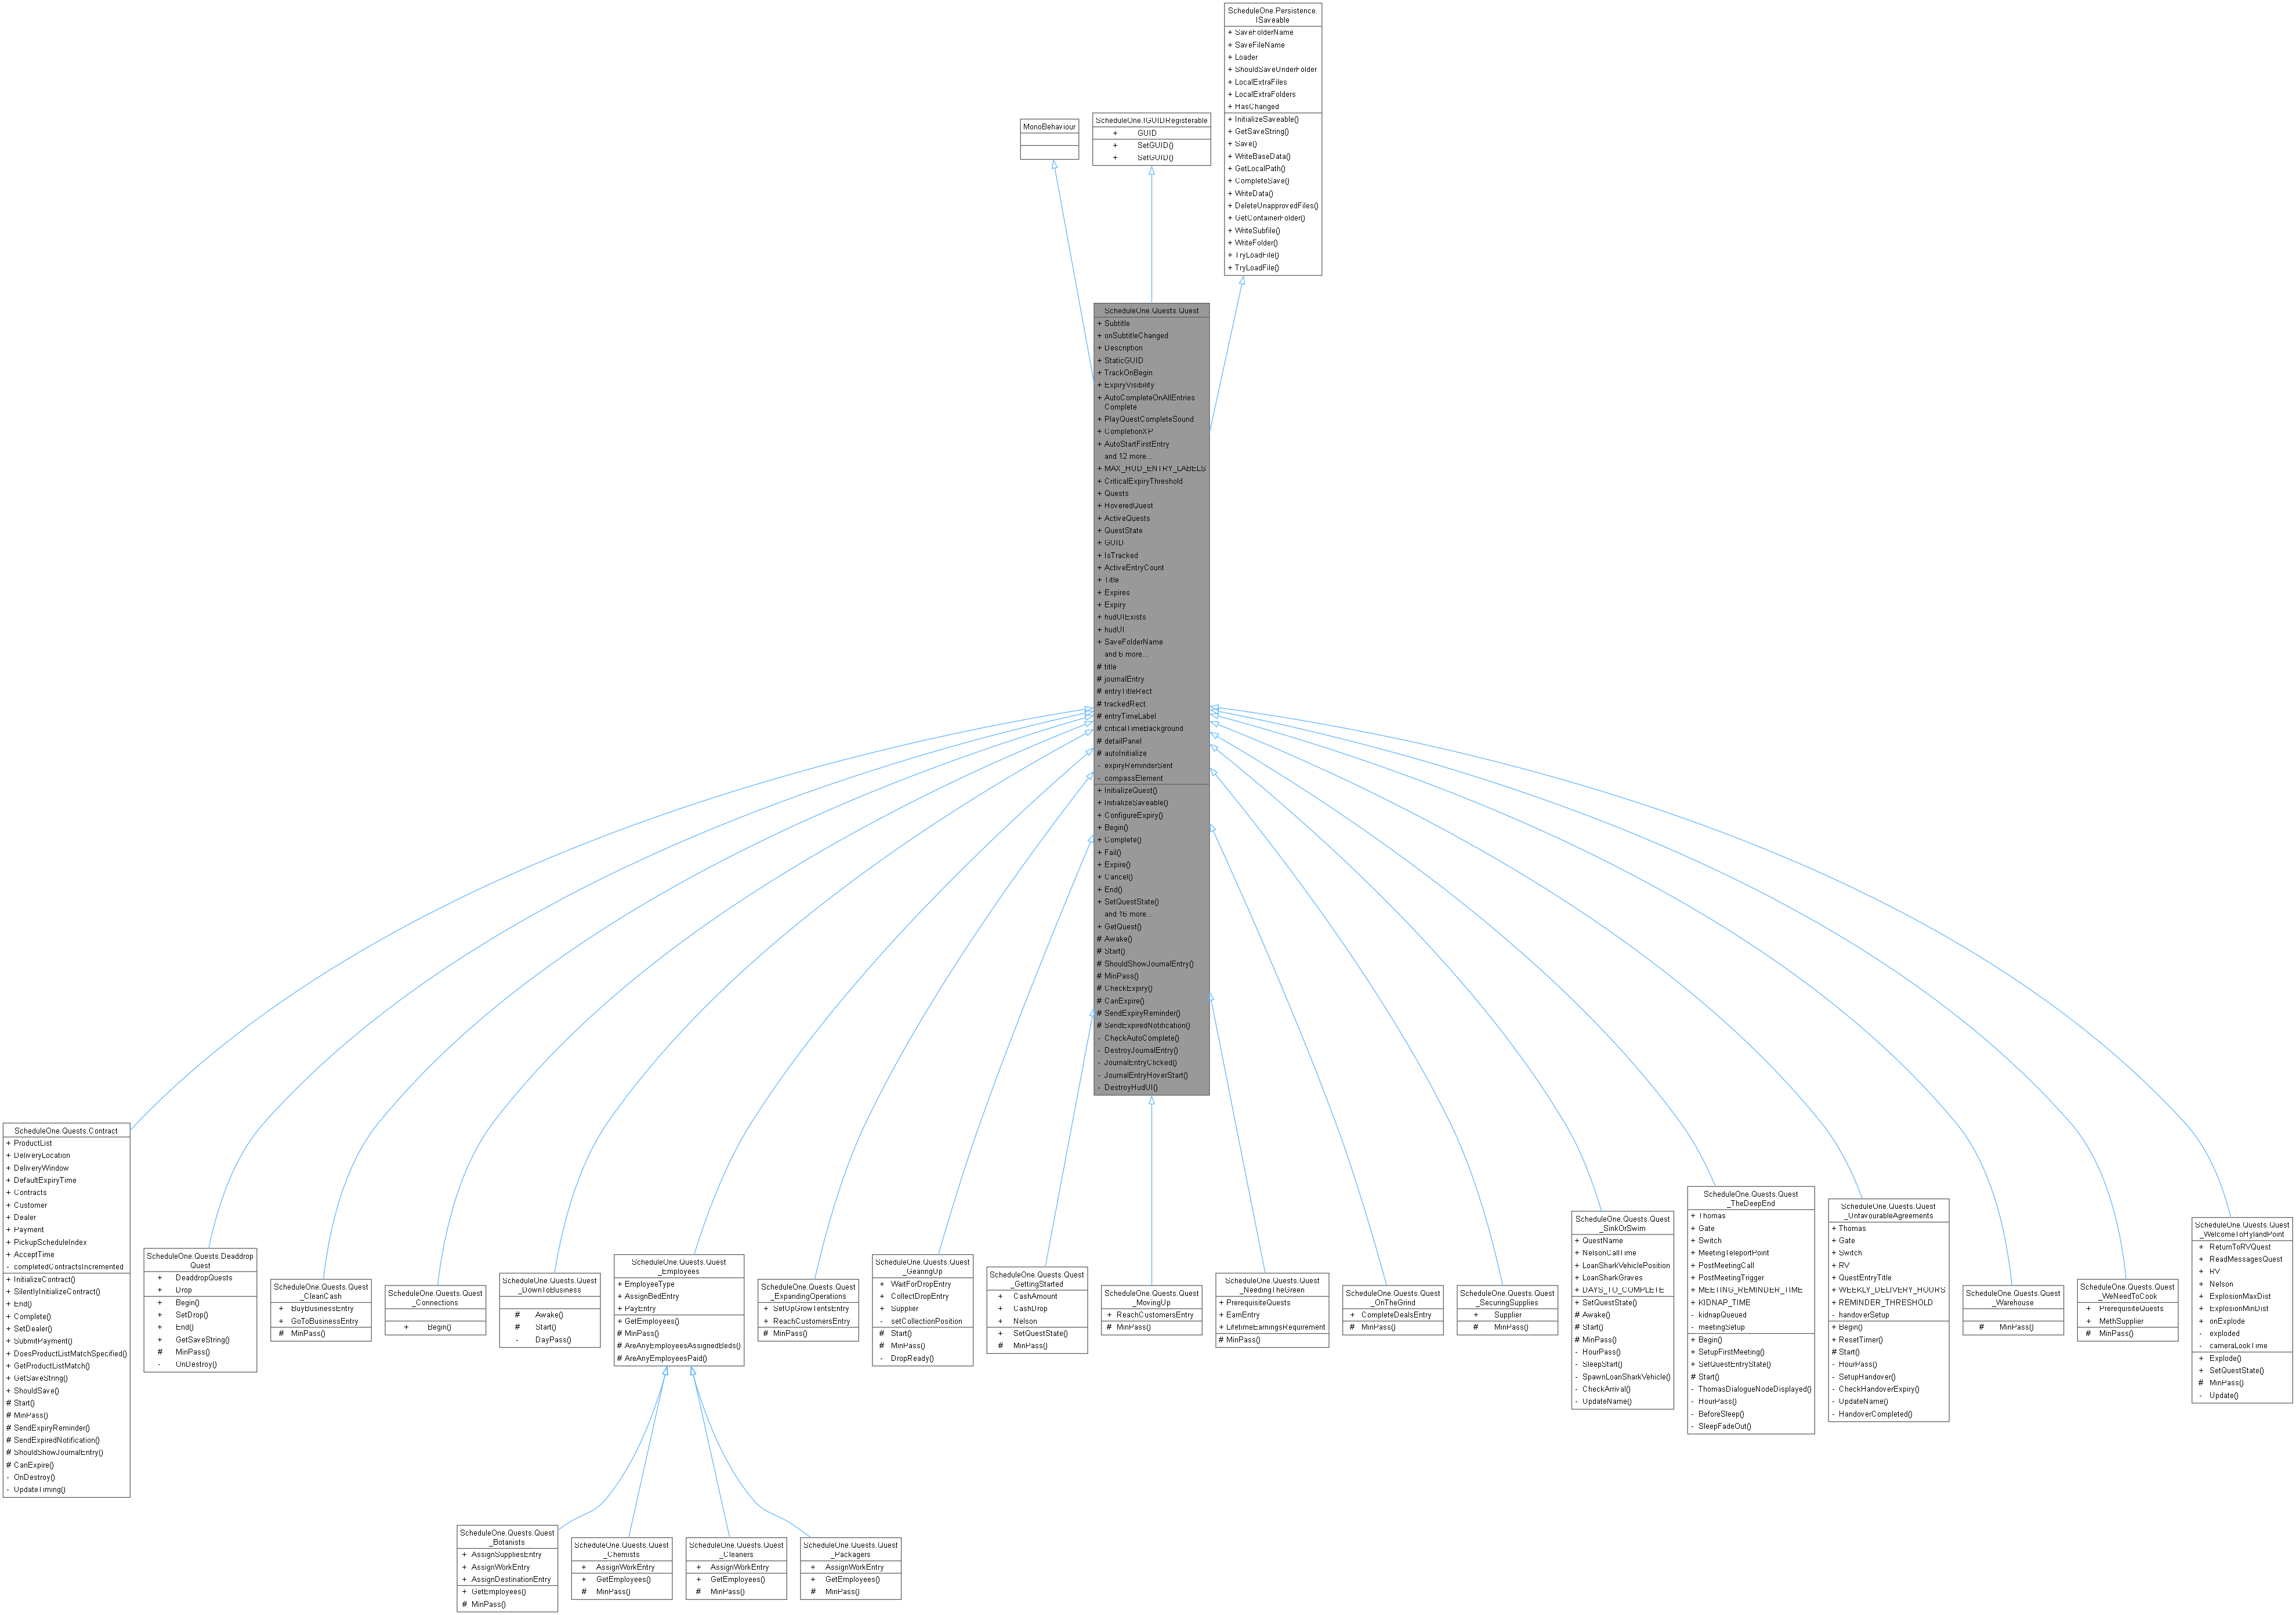 ScheduleOne.Persistence.
ISaveable
+ SaveFolderName
+ SaveFileName
+ Loader
+ ShouldSaveUnderFolder
+ LocalExtraFiles
+ LocalExtraFolders
+ HasChanged
+ InitializeSaveable()
+ GetSaveString()
+ Save()
+ WriteBaseData()
+ GetLocalPath()
+ CompleteSave()
+ WriteData()
+ DeleteUnapprovedFiles()
+ GetContainerFolder()
+ WriteSubfile()
+ WriteFolder()
+ TryLoadFile()
+ TryLoadFile()
MonoBehaviour
ScheduleOne.IGUIDRegisterable
+ GUID
+ SetGUID()
+ SetGUID()
ScheduleOne.Quests.Quest
+ Subtitle
+ onSubtitleChanged
+ Description
+ StaticGUID
+ TrackOnBegin
+ ExpiryVisibility
+ AutoCompleteOnAllEntries
Complete
+ PlayQuestCompleteSound
+ CompletionXP
+ AutoStartFirstEntry
and 12 more...
+ MAX_HUD_ENTRY_LABELS
+ CriticalExpiryThreshold
+ Quests
+ HoveredQuest
+ ActiveQuests
+ QuestState
+ GUID
+ IsTracked
+ ActiveEntryCount
+ Title
+ Expires
+ Expiry
+ hudUIExists
+ hudUI
+ SaveFolderName
and 6 more...
# title
# journalEntry
# entryTitleRect
# trackedRect
# entryTimeLabel
# criticalTimeBackground
# detailPanel
# autoInitialize
- expiryReminderSent
- compassElement
+ InitializeQuest()
+ InitializeSaveable()
+ ConfigureExpiry()
+ Begin()
+ Complete()
+ Fail()
+ Expire()
+ Cancel()
+ End()
+ SetQuestState()
and 16 more...
+ GetQuest()
# Awake()
# Start()
# ShouldShowJournalEntry()
# MinPass()
# CheckExpiry()
# CanExpire()
# SendExpiryReminder()
# SendExpiredNotification()
- CheckAutoComplete()
- DestroyJournalEntry()
- JournalEntryClicked()
- JournalEntryHoverStart()
- DestroyHudUI()
ScheduleOne.Quests.Contract
+ ProductList
+ DeliveryLocation
+ DeliveryWindow
+ DefaultExpiryTime
+ Contracts
+ Customer
+ Dealer
+ Payment
+ PickupScheduleIndex
+ AcceptTime
- completedContractsIncremented
+ InitializeContract()
+ SilentlyInitializeContract()
+ End()
+ Complete()
+ SetDealer()
+ SubmitPayment()
+ DoesProductListMatchSpecified()
+ GetProductListMatch()
+ GetSaveString()
+ ShouldSave()
# Start()
# MinPass()
# SendExpiryReminder()
# SendExpiredNotification()
# ShouldShowJournalEntry()
# CanExpire()
- OnDestroy()
- UpdateTiming()
ScheduleOne.Quests.Deaddrop
Quest
+ DeaddropQuests
+ Drop
+ Begin()
+ SetDrop()
+ End()
+ GetSaveString()
# MinPass()
- OnDestroy()
ScheduleOne.Quests.Quest
_CleanCash
+ BuyBusinessEntry
+ GoToBusinessEntry
# MinPass()
ScheduleOne.Quests.Quest
_Connections
+ Begin()
ScheduleOne.Quests.Quest
_DownToBusiness
# Awake()
# Start()
- DayPass()
ScheduleOne.Quests.Quest
_Employees
+ EmployeeType
+ AssignBedEntry
+ PayEntry
+ GetEmployees()
# MinPass()
# AreAnyEmployeesAssignedBeds()
# AreAnyEmployeesPaid()
ScheduleOne.Quests.Quest
_ExpandingOperations
+ SetUpGrowTentsEntry
+ ReachCustomersEntry
# MinPass()
ScheduleOne.Quests.Quest
_GearingUp
+ WaitForDropEntry
+ CollectDropEntry
+ Supplier
- setCollectionPosition
# Start()
# MinPass()
- DropReady()
ScheduleOne.Quests.Quest
_GettingStarted
+ CashAmount
+ CashDrop
+ Nelson
+ SetQuestState()
# MinPass()
ScheduleOne.Quests.Quest
_MovingUp
+ ReachCustomersEntry
# MinPass()
ScheduleOne.Quests.Quest
_NeedingTheGreen
+ PrerequisiteQuests
+ EarnEntry
+ LifetimeEarningsRequirement
# MinPass()
ScheduleOne.Quests.Quest
_OnTheGrind
+ CompleteDealsEntry
# MinPass()
ScheduleOne.Quests.Quest
_SecuringSupplies
+ Supplier
# MinPass()
ScheduleOne.Quests.Quest
_SinkOrSwim
+ QuestName
+ NelsonCallTime
+ LoanSharkVehiclePosition
+ LoanSharkGraves
+ DAYS_TO_COMPLETE
+ SetQuestState()
# Awake()
# Start()
# MinPass()
- HourPass()
- SleepStart()
- SpawnLoanSharkVehicle()
- CheckArrival()
- UpdateName()
ScheduleOne.Quests.Quest
_TheDeepEnd
+ Thomas
+ Gate
+ Switch
+ MeetingTeleportPoint
+ PostMeetingCall
+ PostMeetingTrigger
+ MEETING_REMINDER_TIME
+ KIDNAP_TIME
- kidnapQueued
- meetingSetup
+ Begin()
+ SetupFirstMeeting()
+ SetQuestEntryState()
# Start()
- ThomasDialogueNodeDisplayed()
- HourPass()
- BeforeSleep()
- SleepFadeOut()
ScheduleOne.Quests.Quest
_UnfavourableAgreements
+ Thomas
+ Gate
+ Switch
+ RV
+ QuestEntryTitle
+ WEEKLY_DELIVERY_HOURS
+ REMINDER_THRESHOLD
- handoverSetup
+ Begin()
+ ResetTimer()
# Start()
- HourPass()
- SetupHandover()
- CheckHandoverExpiry()
- UpdateName()
- HandoverCompleted()
ScheduleOne.Quests.Quest
_Warehouse
# MinPass()
ScheduleOne.Quests.Quest
_WeNeedToCook
+ PrerequisiteQuests
+ MethSupplier
# MinPass()
ScheduleOne.Quests.Quest
_WelcomeToHylandPoint
+ ReturnToRVQuest
+ ReadMessagesQuest
+ RV
+ Nelson
+ ExplosionMaxDist
+ ExplosionMinDist
+ onExplode
- exploded
- cameraLookTime
+ Explode()
+ SetQuestState()
# MinPass()
- Update()
ScheduleOne.Quests.Quest
_Botanists
+ AssignSuppliesEntry
+ AssignWorkEntry
+ AssignDestinationEntry
+ GetEmployees()
# MinPass()
ScheduleOne.Quests.Quest
_Chemists
+ AssignWorkEntry
+ GetEmployees()
# MinPass()
ScheduleOne.Quests.Quest
_Cleaners
+ AssignWorkEntry
+ GetEmployees()
# MinPass()
ScheduleOne.Quests.Quest
_Packagers
+ AssignWorkEntry
+ GetEmployees()
# MinPass()